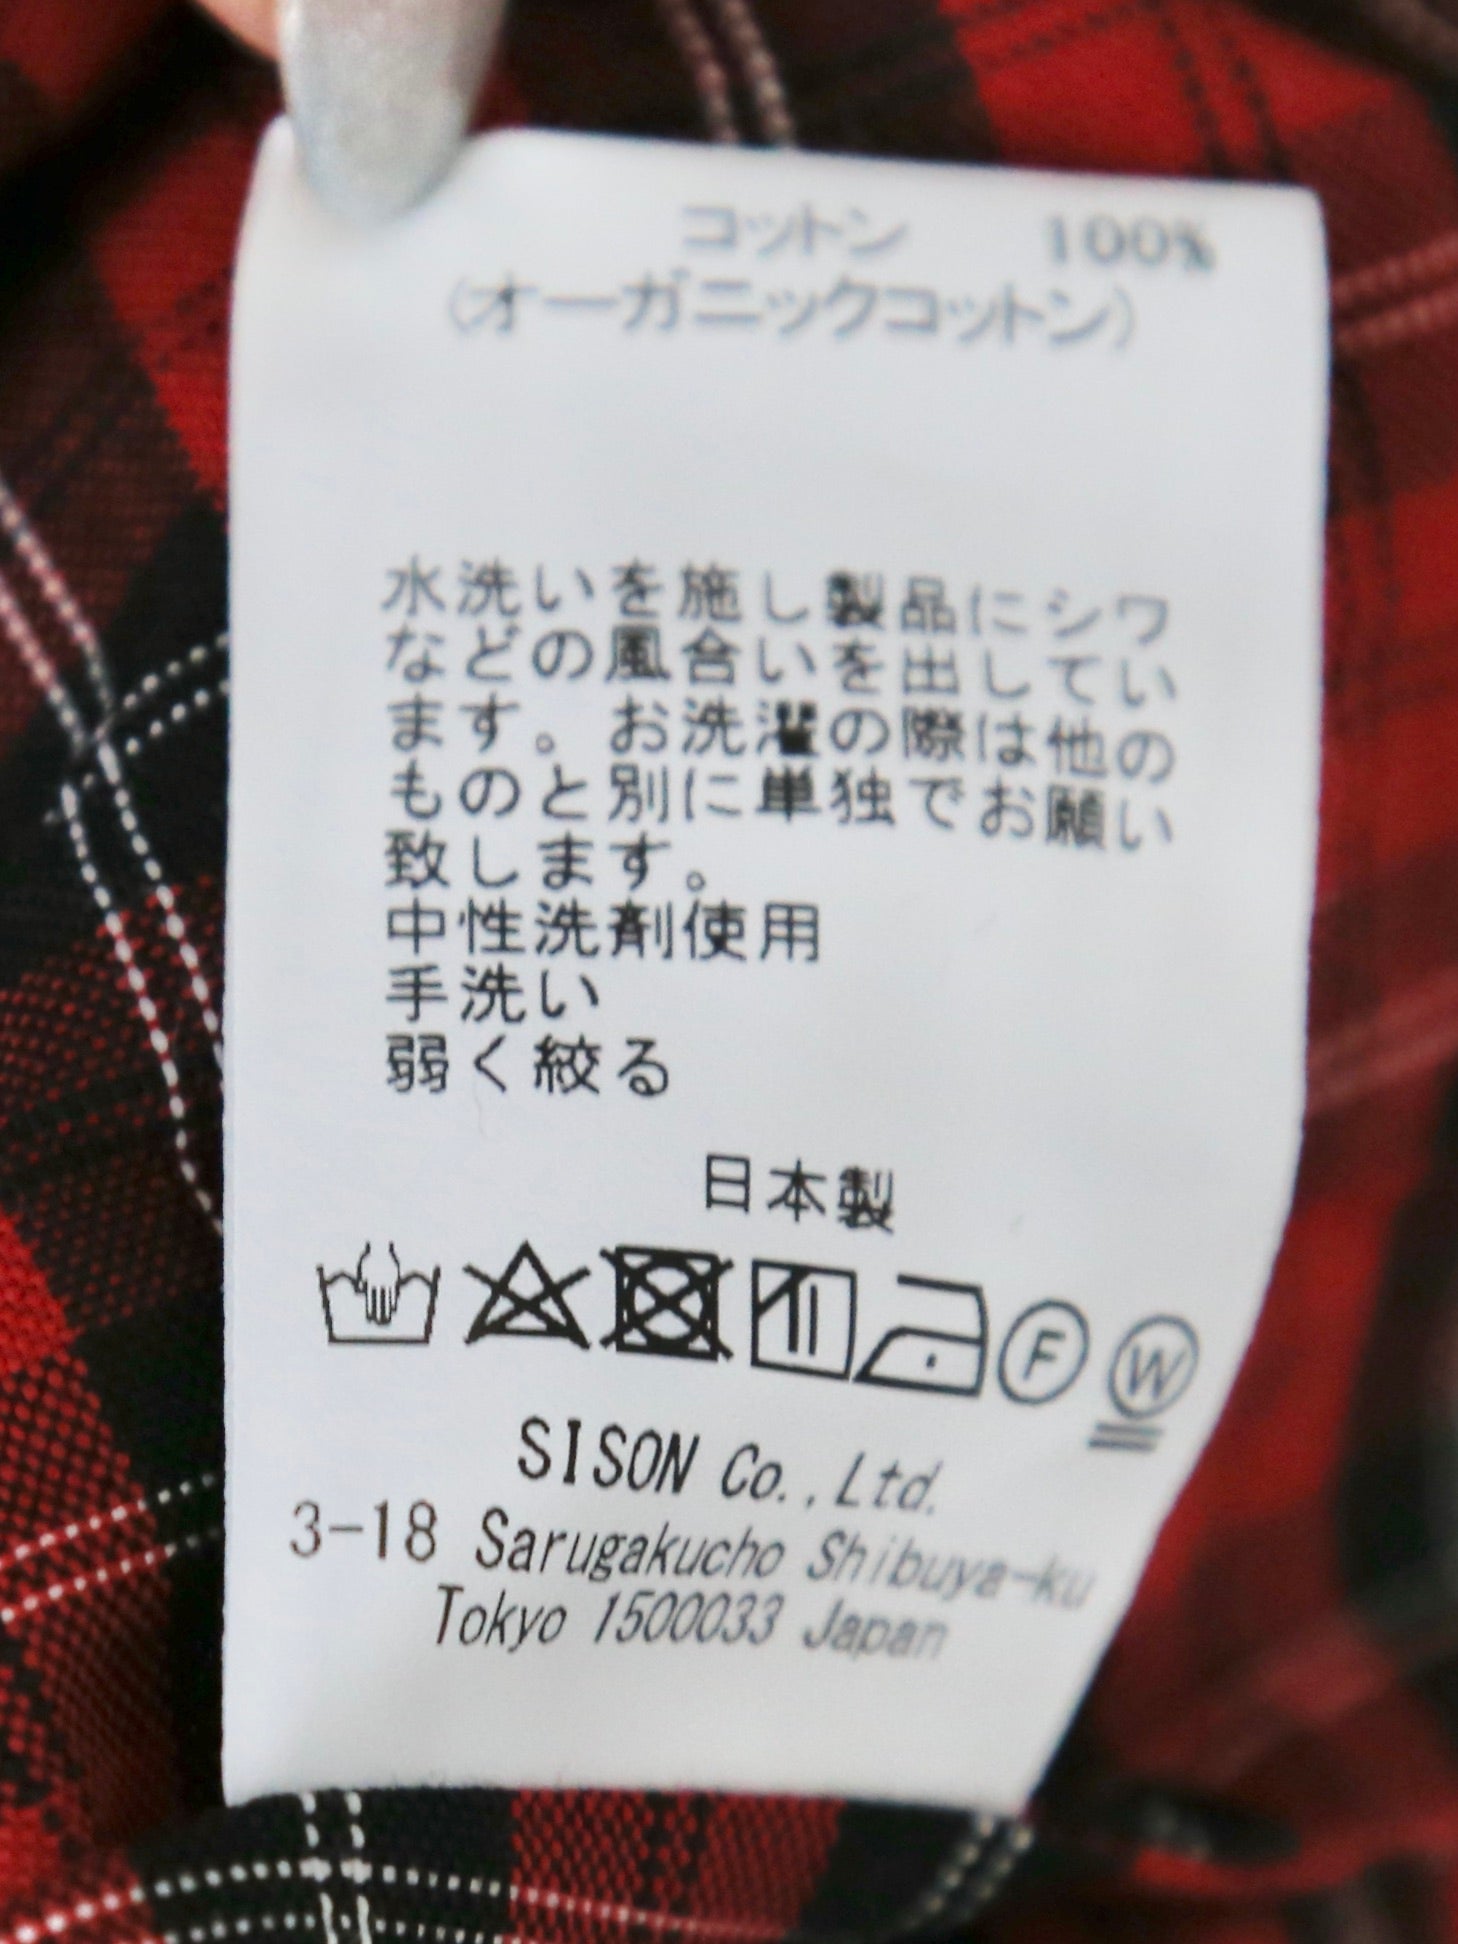 コットン 100%
(オーガニックコットン)
水洗いを施し製品にシワ
などの風合いを出してい
ます。お洗濯の際は他の
ものと別に単独でお願い
致します。
中性洗剤使用
手洗い
弱く絞る
日本製
F W
SISON Co.,Ltd.
3-18 Sarugakucho Shibuya-ku
Tokyo 1500033 Japan